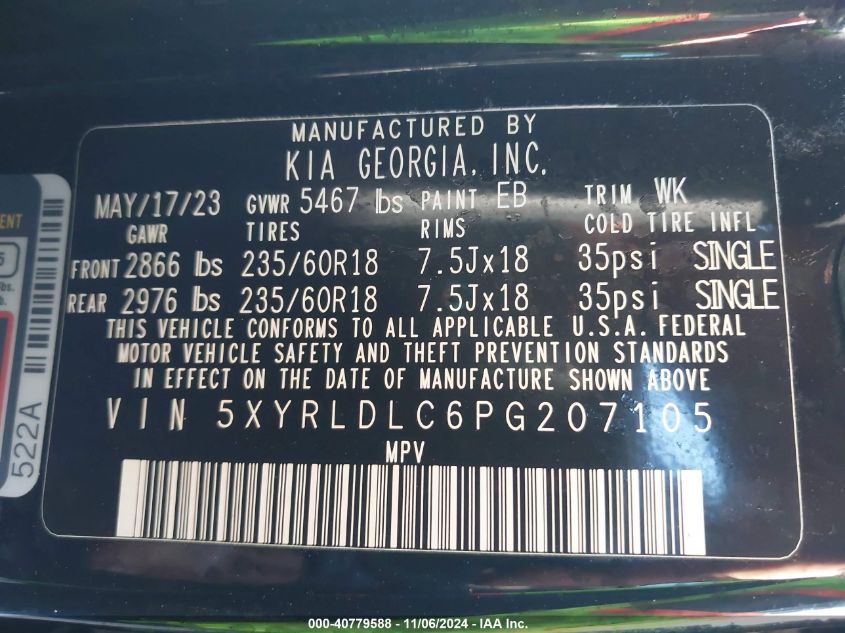 MANUFACTURED BY
KIA GEORGIA, INC.
MAY/17/23 GVWR 5467 lbs PAINT EB TRIM WK
GAWR TIRES RIMS COLD TIRE INFL
FRONT 2866 lbs 235/60R18 7.5Jx18 35psi SINGLE
REAR 2976 lbs 235/60R18 7.5Jx18 35psi SINGLE
THIS VEHICLE CONFORMS TO ALL APPLICABLE U.S.A. FEDERAL
MOTOR VEHICLE SAFETY AND THEFT PREVENTION STANDARDS
IN EFFECT ON THE DATE OF MANUFACTURE SHOWN ABOVE
VIN 5XYRLDLC6PG207105
MPV
522A
000-40779588 - 11/06/2024 - IAA Inc.